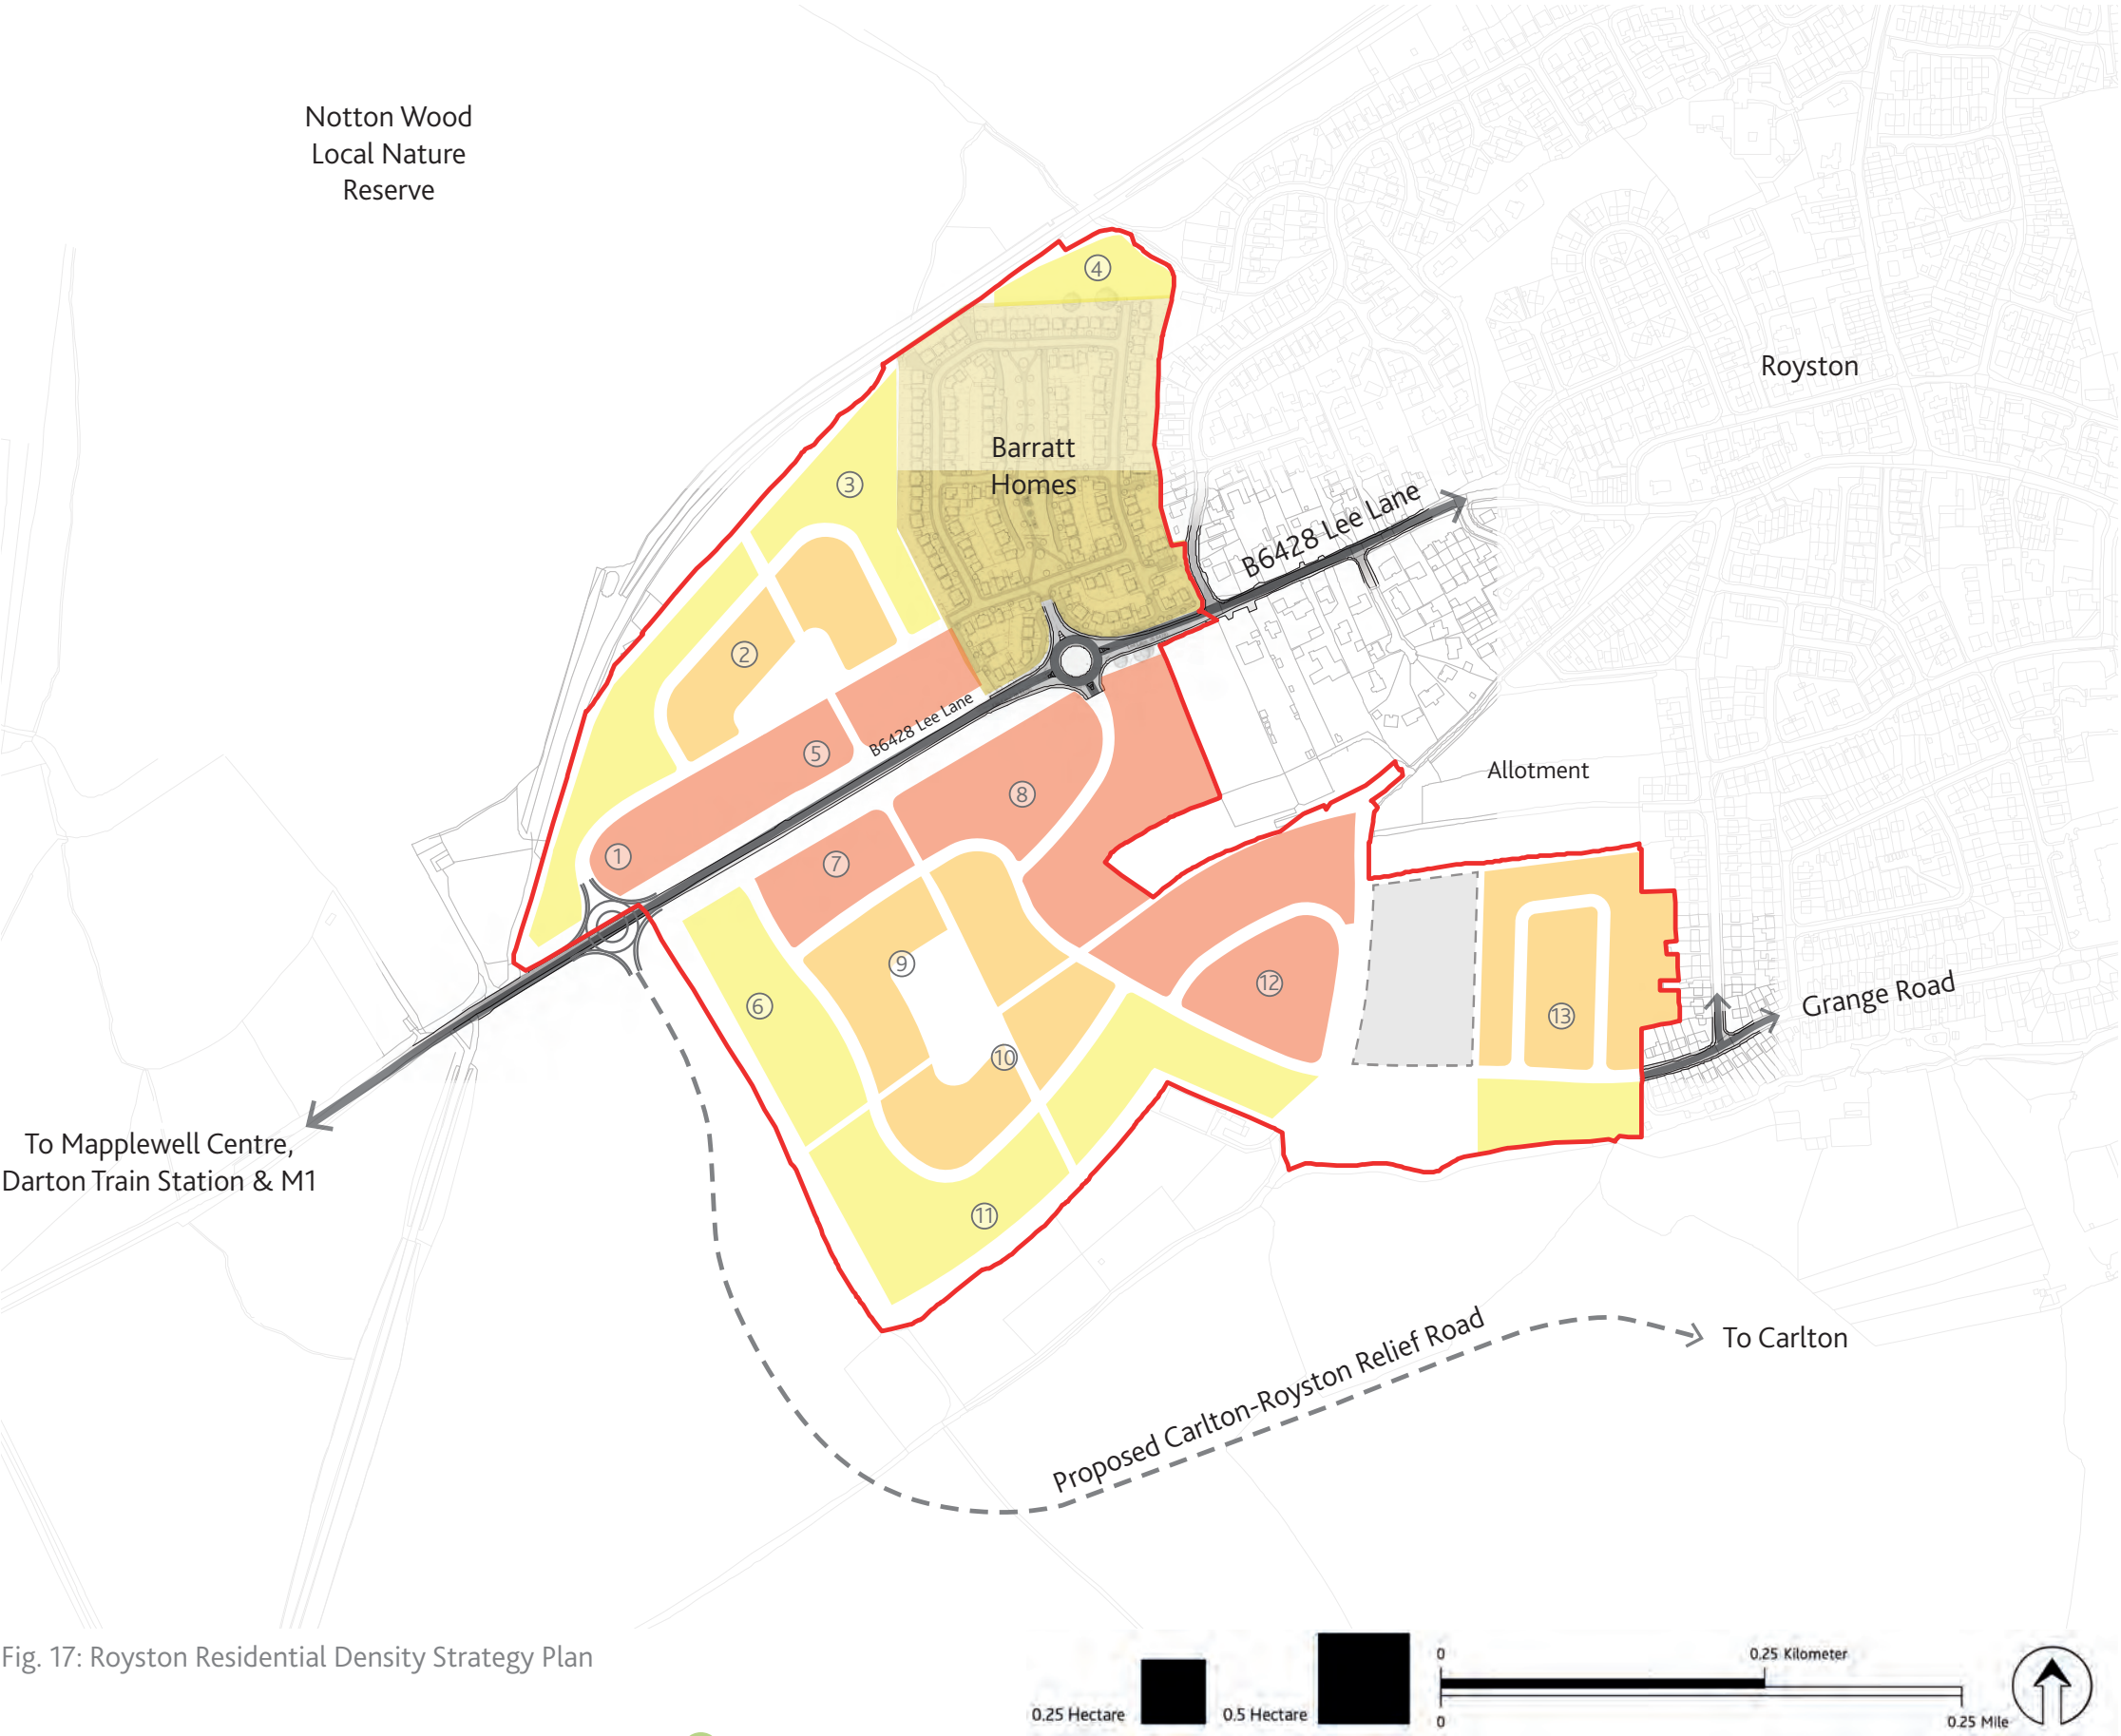 Notton Wood
Local Nature
Reserve
4
Royston
Barratt
Homes
3
B6428 Lee Lane
2
B6428 Lee Lane
5
Allotment
8
1
7
9
12
6
13
Grange Road
10
To Mapplewell Centre,
Darton Train Station & M1
11
To Carlton
Proposed Carlton-Royston Relief Road
Fig. 17: Royston Residential Density Strategy Plan
0.25 Hectare
0.5 Hectare
0
0.25 Kilometer
0
0.25 Mile